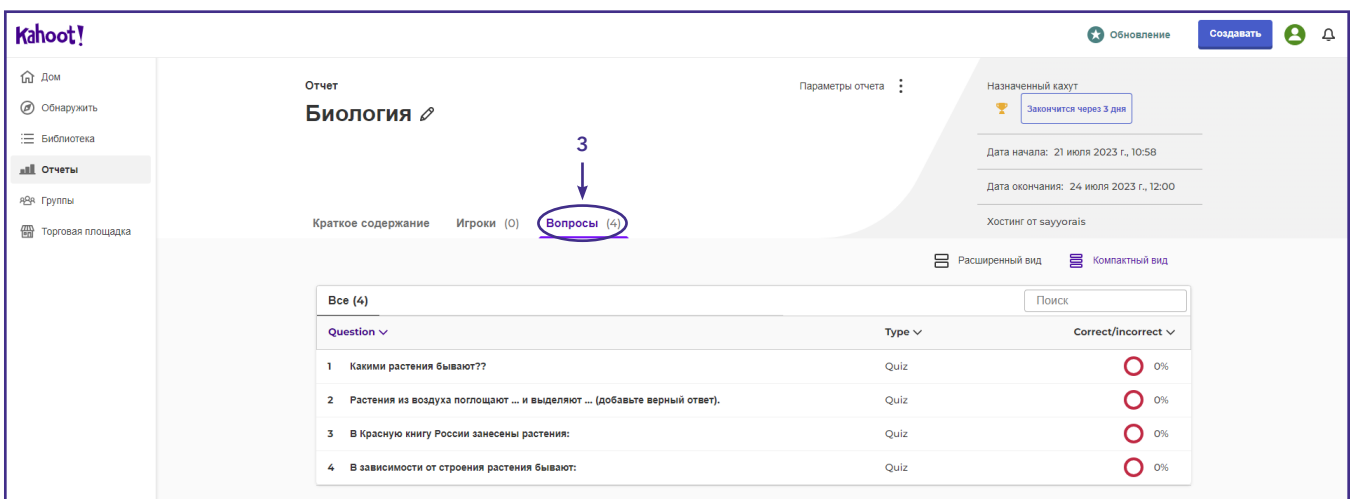 Kahoot!
Обновление
Создавать
Дом
Обнаружить
Библиотека
Отчеты
Группы
Торговая площадка
Отчет
Биология
Параметры отчета
3
Краткое содержание Игроки (0) Вопросы (4)
Назначенный кахут
Закончится через 3 дня
Дата начала: 21 июля 2023 г., 10:58
Дата окончания: 24 июля 2023 г., 12:00
Хостинг от sayyorais
Расширенный вид Компактный вид
Все (4) Поиск
Question Type Correct/incorrect
1 Какими растения бывают?? Quiz 0%
2 Растения из воздуха поглощают ... и выделяют ... (добавьте верный ответ). Quiz 0%
3 В Красную книгу России занесены растения: Quiz 0%
4 В зависимости от строения растения бывают: Quiz 0%